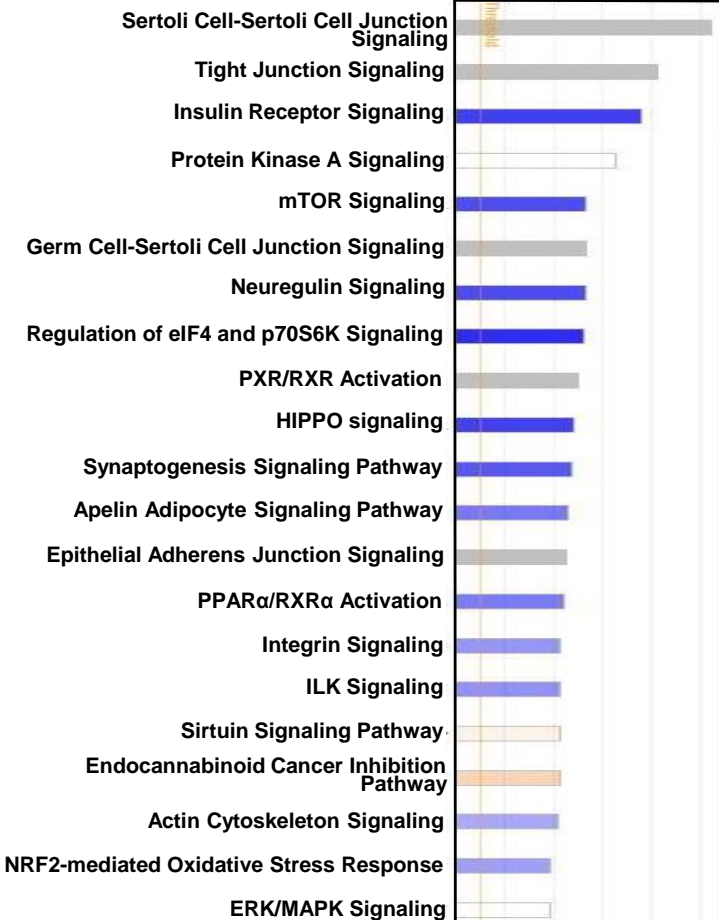 Sertoli Cell-Sertoli Cell Junction
Signaling
Threshold
Tight Junction Signaling
Insulin Receptor Signaling
Protein Kinase A Signaling
mTOR Signaling
Germ Cell-Sertoli Cell Junction Signaling
Neuregulin Signaling
Regulation of eIF4 and p70S6K Signaling
PXR/RXR Activation
HIPPO signaling
Synaptogenesis Signaling Pathway
Apelin Adipocyte Signaling Pathway
Epithelial Adherens Junction Signaling
PPARα/RXRα Activation
Integrin Signaling
ILK Signaling
Sirtuin Signaling Pathway
Endocannabinoid Cancer Inhibition
Pathway
Actin Cytoskeleton Signaling
NRF2-mediated Oxidative Stress Response
ERK/MAPK Signaling